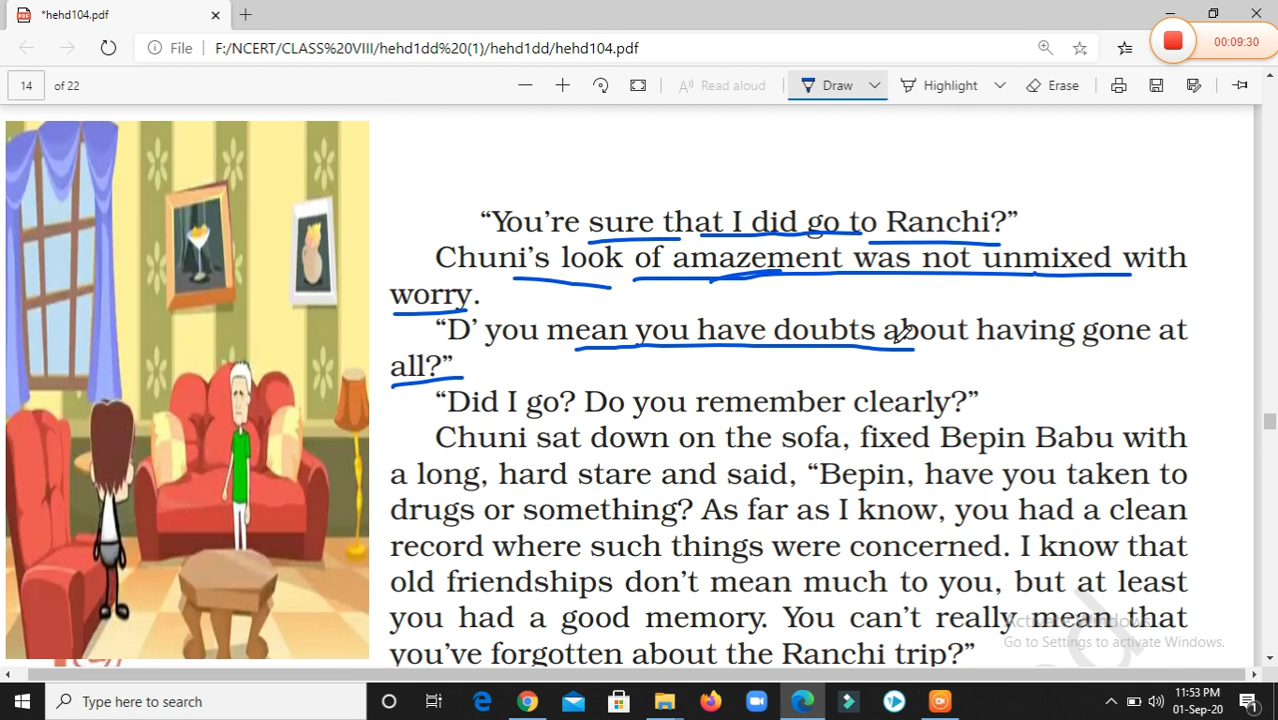 *hehd104.pdf
00:09:30
File F:/NCERT/CLASS%20VIII/hehd1dd%20(1)/hehd1dd/hehd104.pdf
14 of 22 Read aloud Draw Highlight Erase
“You’re sure that I did go to Ranchi?”
Chuni’s look of amazement was not unmixed with
worry.
“D’ you mean you have doubts about having gone at
all?”
“Did I go? Do you remember clearly?”
Chuni sat down on the sofa, fixed Bepin Babu with
a long, hard stare and said, “Bepin, have you taken to
drugs or something? As far as I know, you had a clean
record where such things were concerned. I know that
old friendships don’t mean much to you, but at least
you had a good memory. You can’t really mean that
Activate Windows
Go to Settings to activate Windows.
you’ve forgotten about the Ranchi trip?”
Type here to search
11:53 PM
01-Sep-20